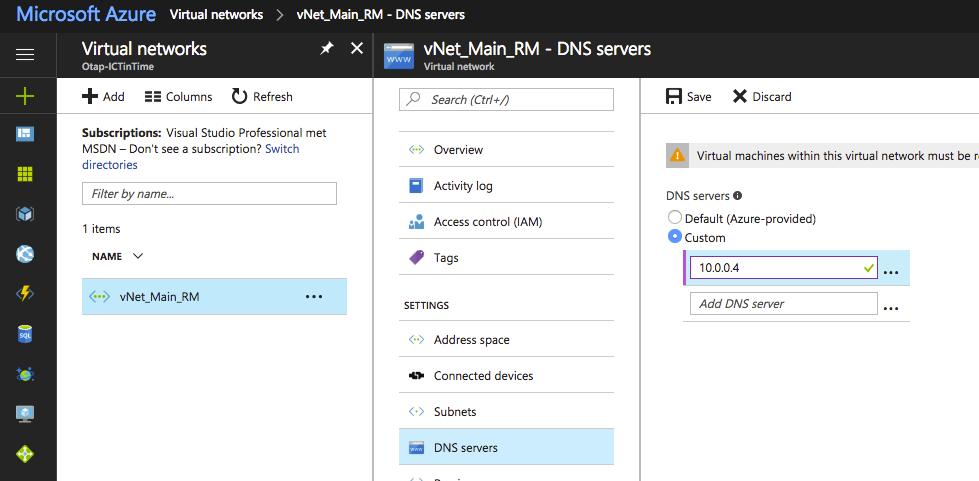 Microsoft Azure Virtual networks > vNet_Main_RM - DNS servers
Virtual networks
Otap-ICTinTime
Add Columns Refresh
Subscriptions: Visual Studio Professional met
MSDN – Don't see a subscription? Switch
directories
Filter by name...
1 items
NAME
vNet_Main_RM
vNet_Main_RM - DNS servers
Virtual network
Search (Ctrl+/)
Overview
Activity log
Access control (IAM)
Tags
SETTINGS
Address space
Connected devices
Subnets
DNS servers
Save Discard
Virtual machines within this virtual network must be
DNS servers
Default (Azure-provided)
Custom
10.0.0.4
Add DNS server
WWW
WWW
SQL